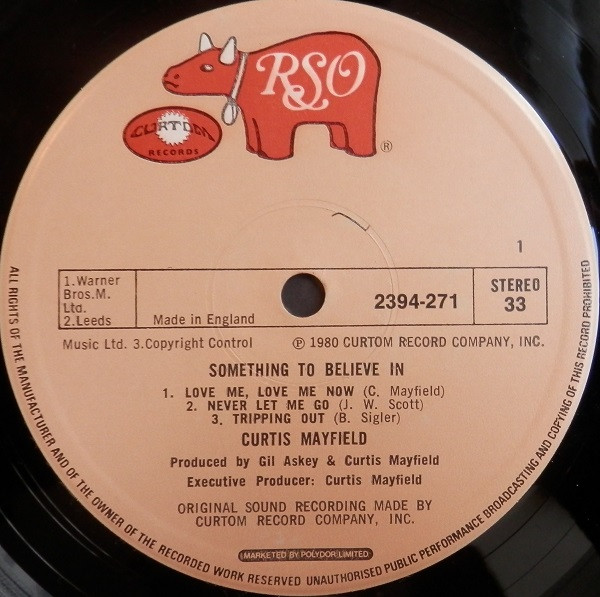 RSO
CURTOM
RECORDS
®
1
1.Warner
Bros.M.
Ltd.
2.Leeds
Made in England
2394-271
STEREO
33
Music Ltd. 3.Copyright Control
℗ 1980 CURTOM RECORD COMPANY, INC.
SOMETHING TO BELIEVE IN
1. LOVE ME, LOVE ME NOW (C. Mayfield)
2. NEVER LET ME GO (J. W. Scott)
3. TRIPPING OUT (B. Sigler)
CURTIS MAYFIELD
Produced by Gil Askey & Curtis Mayfield
Executive Producer: Curtis Mayfield
ORIGINAL SOUND RECORDING MADE BY
CURTOM RECORD COMPANY, INC.
MARKETED BY POLYDOR LIMITED
ALL RIGHTS OF THE MANUFACTURER AND OF THE OWNER OF THE RECORDED WORK RESERVED UNAUTHORISED PUBLIC PERFORMANCE BROADCASTING AND COPYING OF THIS RECORD PROHIBITED